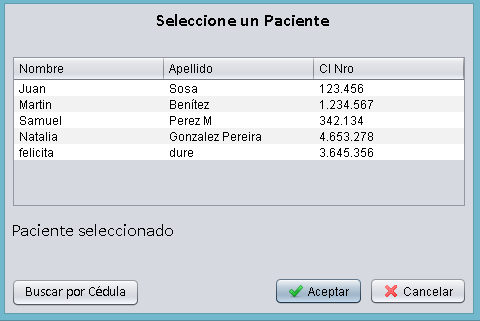 Seleccione un Paciente
Nombre Apellido CI Nro
Juan Sosa 123.456
Martin Benítez 1.234.567
Samuel Perez M 342.134
Natalia Gonzalez Pereira 4.653.278
felicita dure 3.645.356
Paciente seleccionado
Buscar por Cédula Aceptar Cancelar